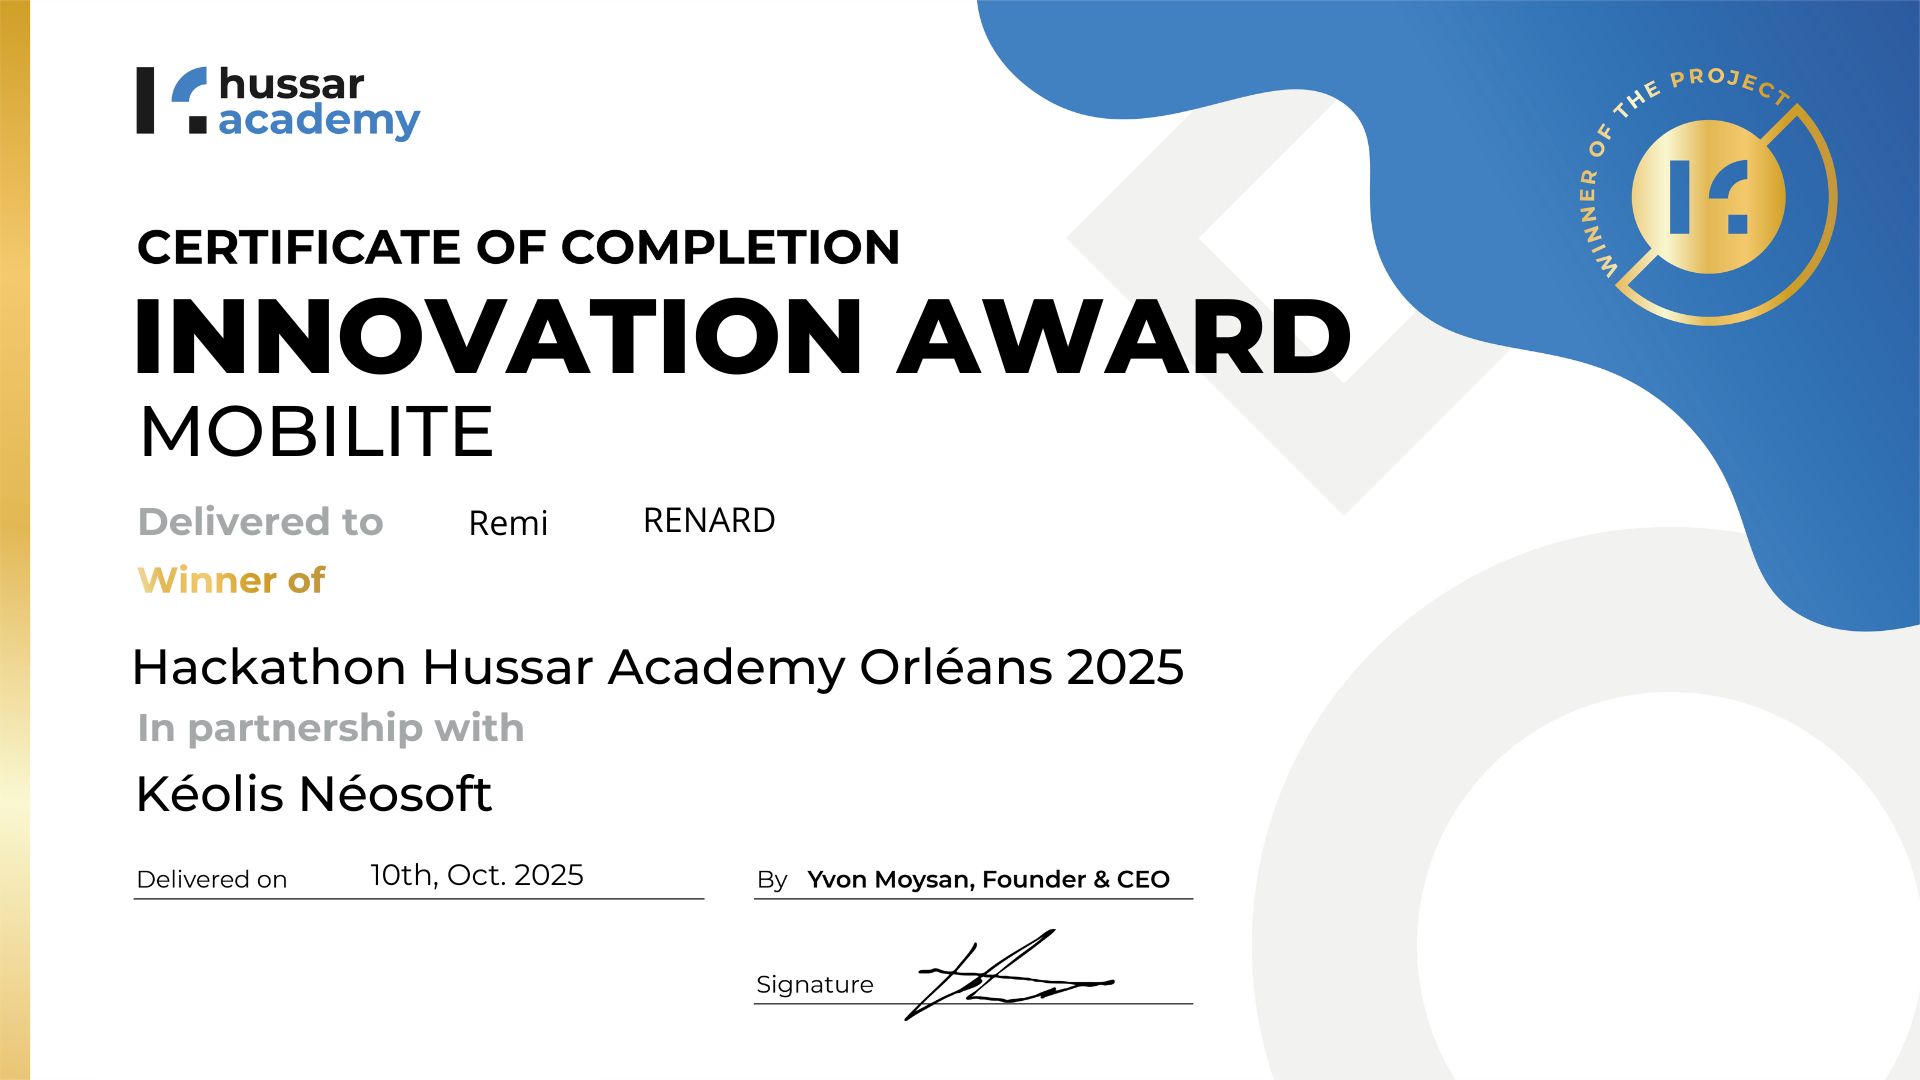 hussar
academy
WINNER OF THE PROJECT
CERTIFICATE OF COMPLETION
INNOVATION AWARD
MOBILITE
Delivered to Remi RENARD
Winner of
Hackathon Hussar Academy Orléans 2025
In partnership with
Kéolis Néosoft
Delivered on 10th, Oct. 2025
By Yvon Moysan, Founder & CEO
Signature